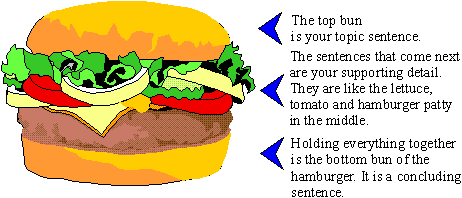 The top bun
is your topic sentence.
The sentences that come next
are your supporting detail.
They are like the lettuce,
tomato and hamburger patty
in the middle.
Holding everything together
is the bottom bun of the
hamburger. It is a concluding
sentence.